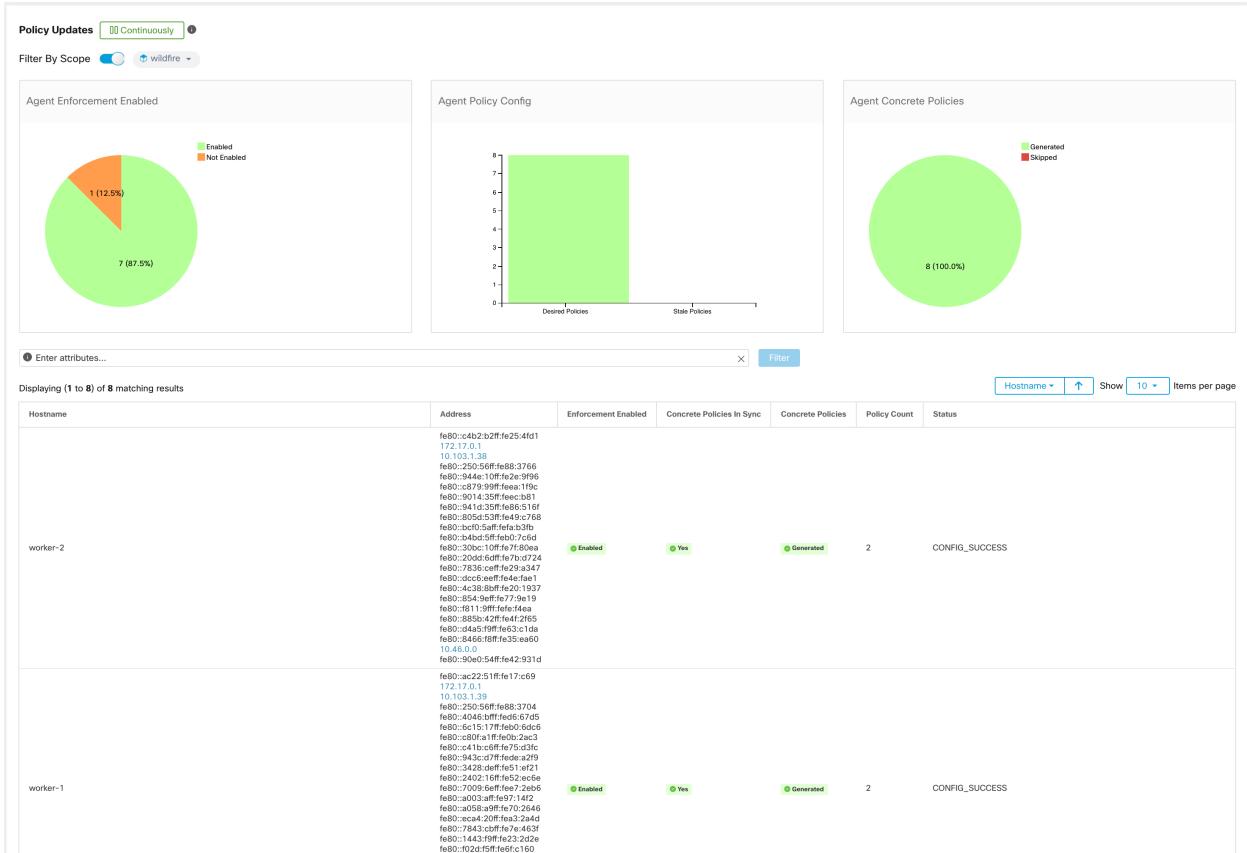 Policy Updates Continuously
Filter By Scope wildfire
Agent Enforcement Enabled
Enabled
Not Enabled
1 (12.5%)
7 (87.5%)
Agent Policy Config
8
7
6
5
4
3
2
1
0
Desired Policies Stale Policies
Agent Concrete Policies
Generated
Skipped
8 (100.0%)
Enter attributes... Filter
Displaying (1 to 8) of 8 matching results Hostname Show 10 Items per page
Hostname Address Enforcement Enabled Concrete Policies In Sync Concrete Policies Policy Count Status
fe80::c4b2:b2ff:fe25:4fd1
172.17.0.1
10.103.1.38
fe80::250:56ff:fe88:3766
fe80::944e:10ff:fe2e:9f96
fe80::c879:99ff:feea:1f9c
fe80::9014:35ff:feec:b81
fe80::941d:35ff:fe86:516f
fe80::805d:53ff:fe49:c768
fe80::bcf0:5aff:fefa:b3fb
fe80::b4bd:5ff:feb0:7c6d
worker-2 fe80::30bc:10ff:fe7f:80ea Enabled Yes Generated 2 CONFIG_SUCCESS
fe80::20dd:6dff:fe7b:d724
fe80::7836:ceff:fe29:a347
fe80::dcc6:eeff:fe4e:fae1
fe80::4c38:8bff:fe20:1937
fe80::854:9eff:fe77:9e19
fe80::f811:9fff:fefe:f4ea
fe80::885b:42ff:fe4f:2f65
fe80::d4a5:f9ff:fe63:c1da
fe80::8466:f8ff:fe35:ea60
10.46.0.0
fe80::90e0:54ff:fe42:931d
fe80::ac22:51ff:fe17:c69
172.17.0.1
10.103.1.39
fe80::250:56ff:fe88:3704
fe80::4046:bfff:fed6:67d5
fe80::6c15:17ff:feb0:6dc6
fe80::c80f:a1ff:fe0b:2ac3
fe80::c41b:c6ff:fe75:d3fc
fe80::943c:d7ff:fede:a2f9
fe80::3428:deff:fe51:ef21
fe80::2402:16ff:fe52:ec6e
worker-1 fe80::7009:6eff:fee7:2eb6 Enabled Yes Generated 2 CONFIG_SUCCESS
fe80::a003:aff:fe97:14f2
fe80::a058:a9ff:fe70:2646
fe80::eca4:20ff:fea3:2a4d
fe80::7843:cbff:fe7e:463f
fe80::1443:f9ff:fe23:2d2e
fe80::f02d:f5ff:fe6f:c160